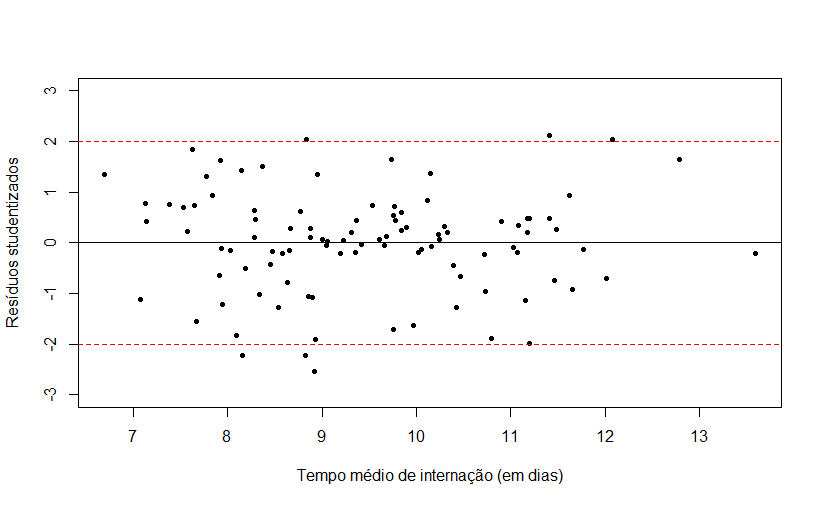 Resíduos studentizados
3
2
1
0
-1
-2
-3
7 8 9 10 11 12 13
Tempo médio de internação (em dias)